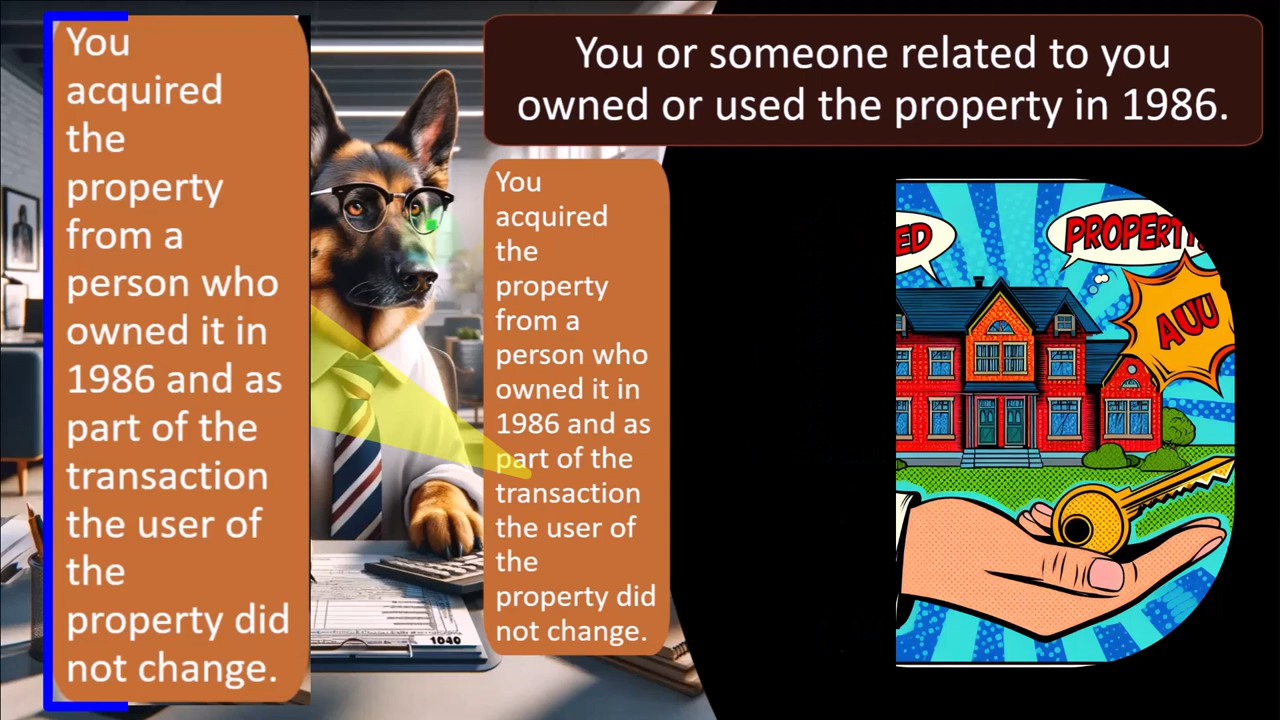 You
acquired
the
property
from a
person who
owned it in
1986 and as
part of the
transaction
the user of
the
property did
not change.
You or someone related to you
owned or used the property in 1986.
You
acquired
the
property
from a
person who
owned it in
1986 and as
part of the
transaction
the user of
the
property did
not change.
ED
PROPERTY
AUU
1040